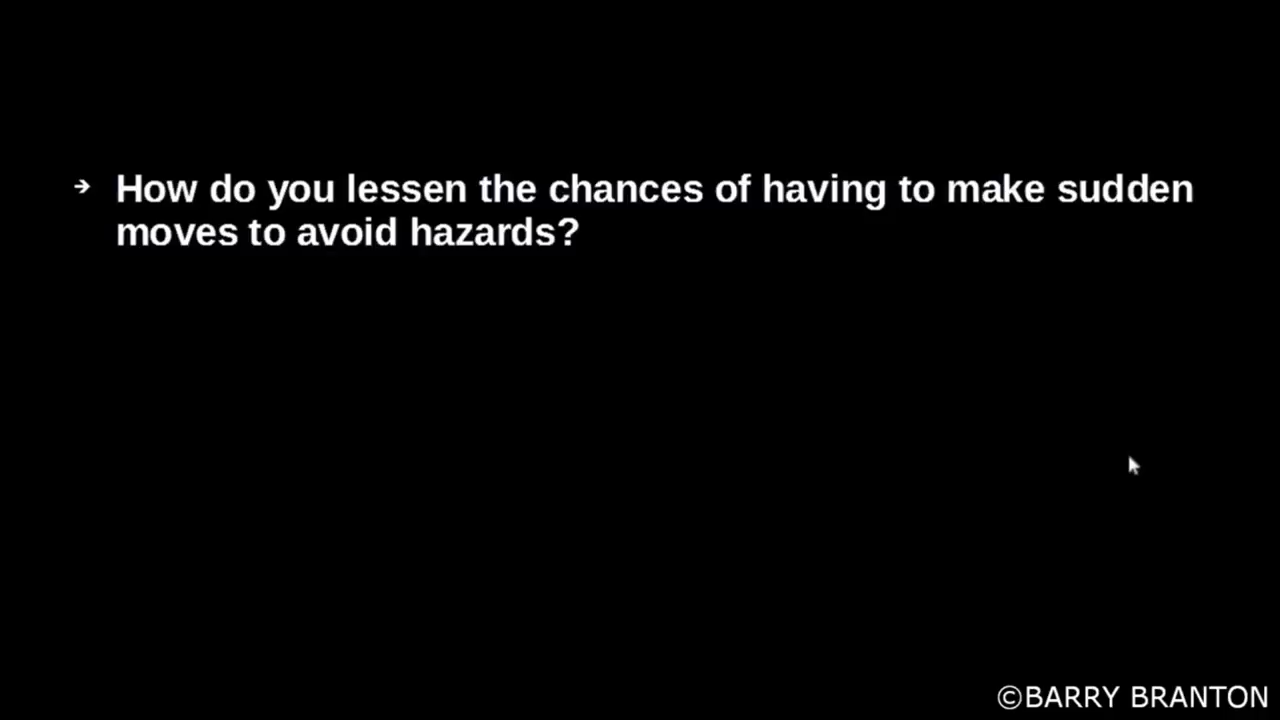 → How do you lessen the chances of having to make sudden
moves to avoid hazards?
©BARRY BRANTON